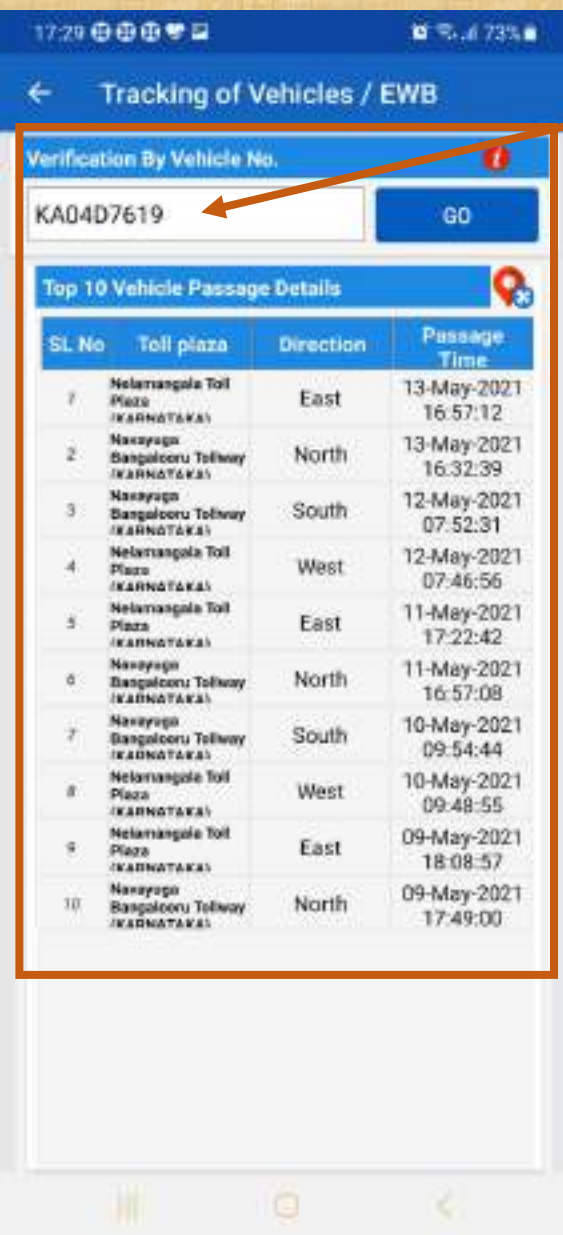 17:29 73%
Tracking of Vehicles / EWB
Verification By Vehicle No. i
KA04D7619 GO
Top 10 Vehicle Passage Details
SL No Toll plaza Direction Passage Time
1 Nelamangala Toll Plaza (KARNATAKA) East 13-May-2021 16:57:12
2 Navayuga Bangalooru Tollway (KARNATAKA) North 13-May-2021 16:32:39
3 Navayuga Bangalooru Tollway (KARNATAKA) South 12-May-2021 07:52:31
4 Nelamangala Toll Plaza (KARNATAKA) West 12-May-2021 07:46:56
5 Nelamangala Toll Plaza (KARNATAKA) East 11-May-2021 17:22:42
6 Navayuga Bangalooru Tollway (KARNATAKA) North 11-May-2021 16:57:08
7 Navayuga Bangalooru Tollway (KARNATAKA) South 10-May-2021 09:54:44
8 Nelamangala Toll Plaza (KARNATAKA) West 10-May-2021 09:48:55
9 Nelamangala Toll Plaza (KARNATAKA) East 09-May-2021 18:08:57
10 Navayuga Bangalooru Tollway (KARNATAKA) North 09-May-2021 17:49:00